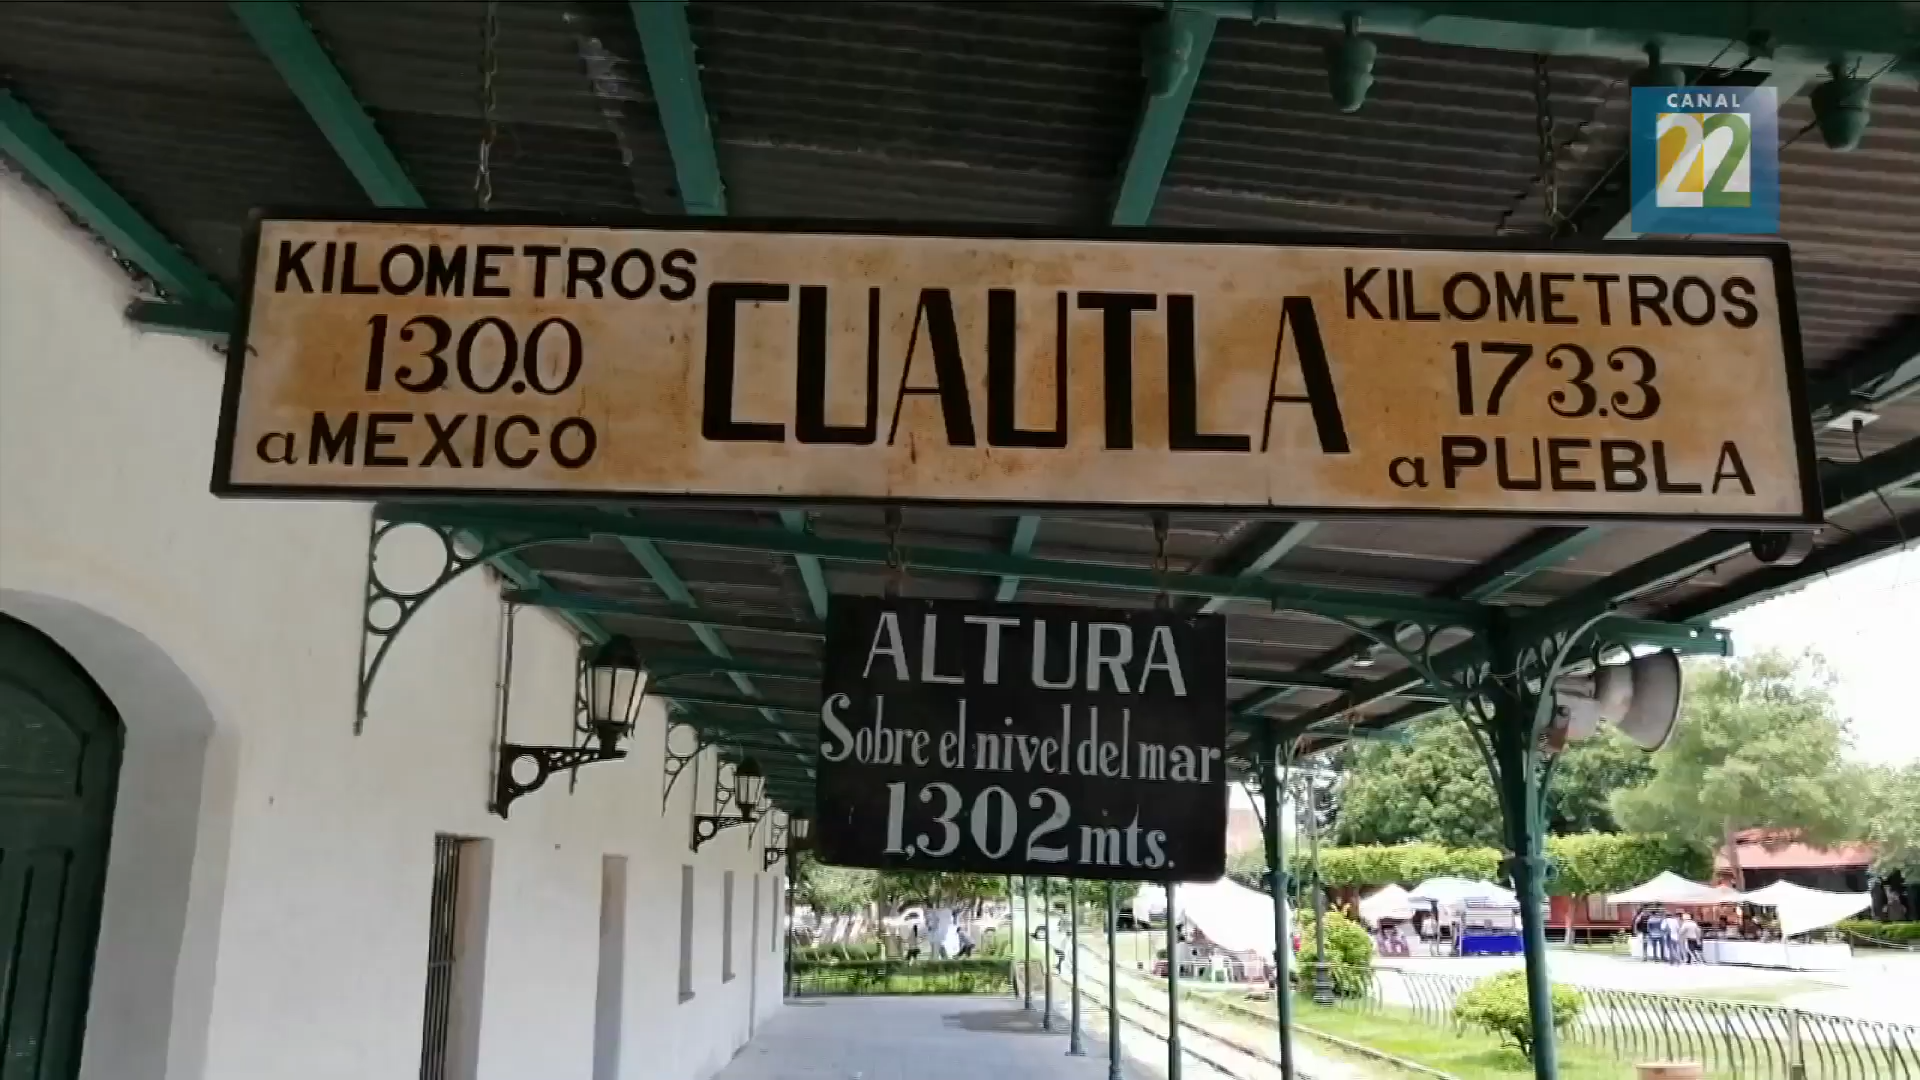 CANAL
22
KILOMETROS
130.0
a MEXICO
CUAUTLA
KILOMETROS
173.3
a PUEBLA
ALTURA
Sobre el nivel del mar
1,302 mts.